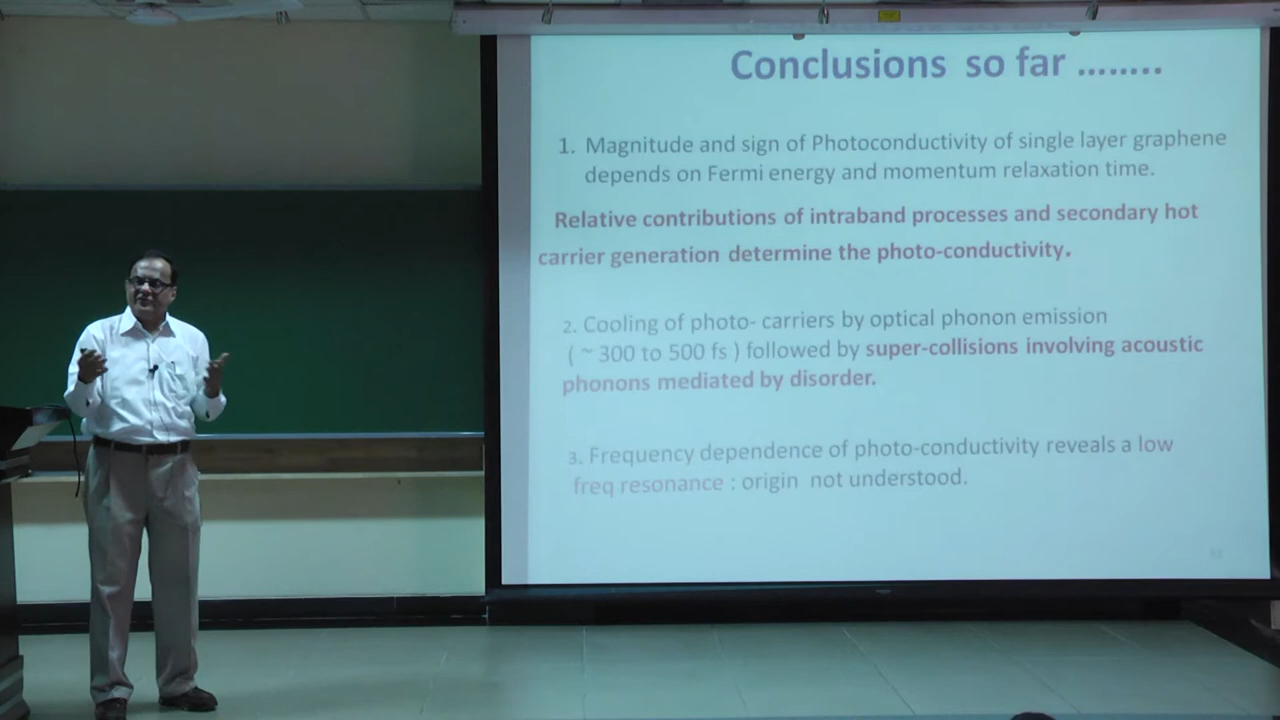 Conclusions so far ........
1. Magnitude and sign of Photoconductivity of single layer graphene
depends on Fermi energy and momentum relaxation time.
Relative contributions of intraband processes and secondary hot
carrier generation determine the photo-conductivity.
2. Cooling of photo- carriers by optical phonon emission
( ~ 300 to 500 fs ) followed by super-collisions involving acoustic
phonons mediated by disorder.
3. Frequency dependence of photo-conductivity reveals a low
freq resonance : origin not understood.